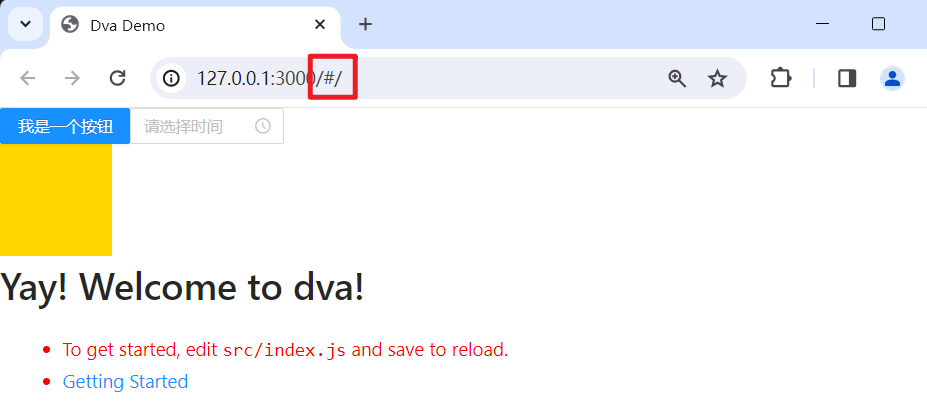 Dva Demo
127.0.0.1:3000/#/
我是一个按钮 请选择时间
Yay! Welcome to dva!
To get started, edit src/index.js and save to reload.
Getting Started